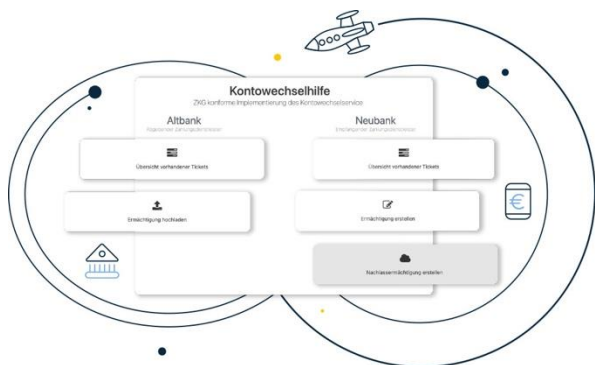 Kontowechselhilfe
ZKG konforme Implementierung des Kontowechselservice
Altbank
Neubank
Übersicht vorhandener Tickets
Übersicht vorhandener Tickets
Ermächtigung hochladen
Ermächtigung erstellen
Nachlassermächtigung erstellen